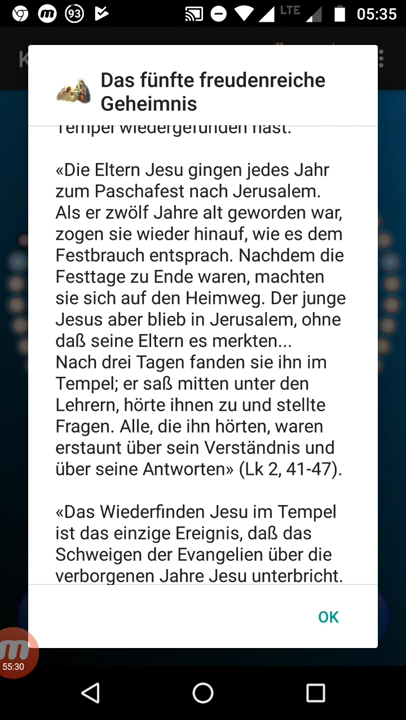 93
LTE
05:35
K
Das fünfte freudenreiche
Geheimnis
Tempel wiedergefunden hast.
«Die Eltern Jesu gingen jedes Jahr
zum Paschafest nach Jerusalem.
Als er zwölf Jahre alt geworden war,
zogen sie wieder hinauf, wie es dem
Festbrauch entsprach. Nachdem die
Festtage zu Ende waren, machten
sie sich auf den Heimweg. Der junge
Jesus aber blieb in Jerusalem, ohne
daß seine Eltern es merkten...
Nach drei Tagen fanden sie ihn im
Tempel; er saß mitten unter den
Lehrern, hörte ihnen zu und stellte
Fragen. Alle, die ihn hörten, waren
erstaunt über sein Verständnis und
über seine Antworten» (Lk 2, 41-47).
«Das Wiederfinden Jesu im Tempel
ist das einzige Ereignis, daß das
Schweigen der Evangelien über die
verborgenen Jahre Jesu unterbricht.
OK
55:30